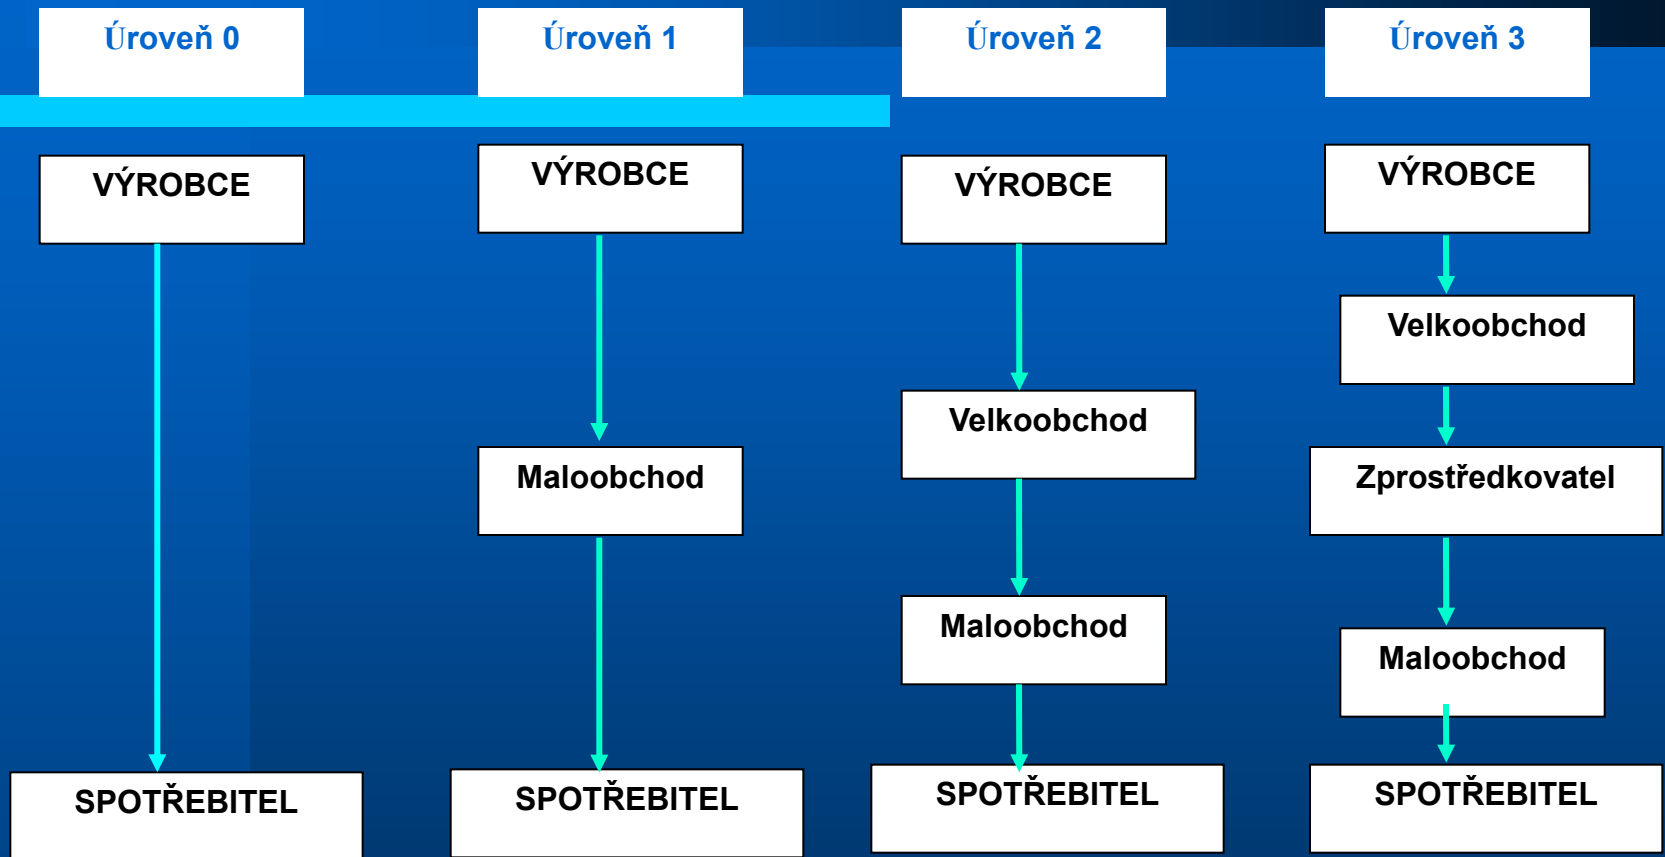 Úroveň 0
Úroveň 1
Úroveň 2
Úroveň 3
VÝROBCE
VÝROBCE
VÝROBCE
VÝROBCE
Velkoobchod
Velkoobchod
Maloobchod
Zprostředkovatel
Maloobchod
Maloobchod
SPOTŘEBITEL
SPOTŘEBITEL
SPOTŘEBITEL
SPOTŘEBITEL